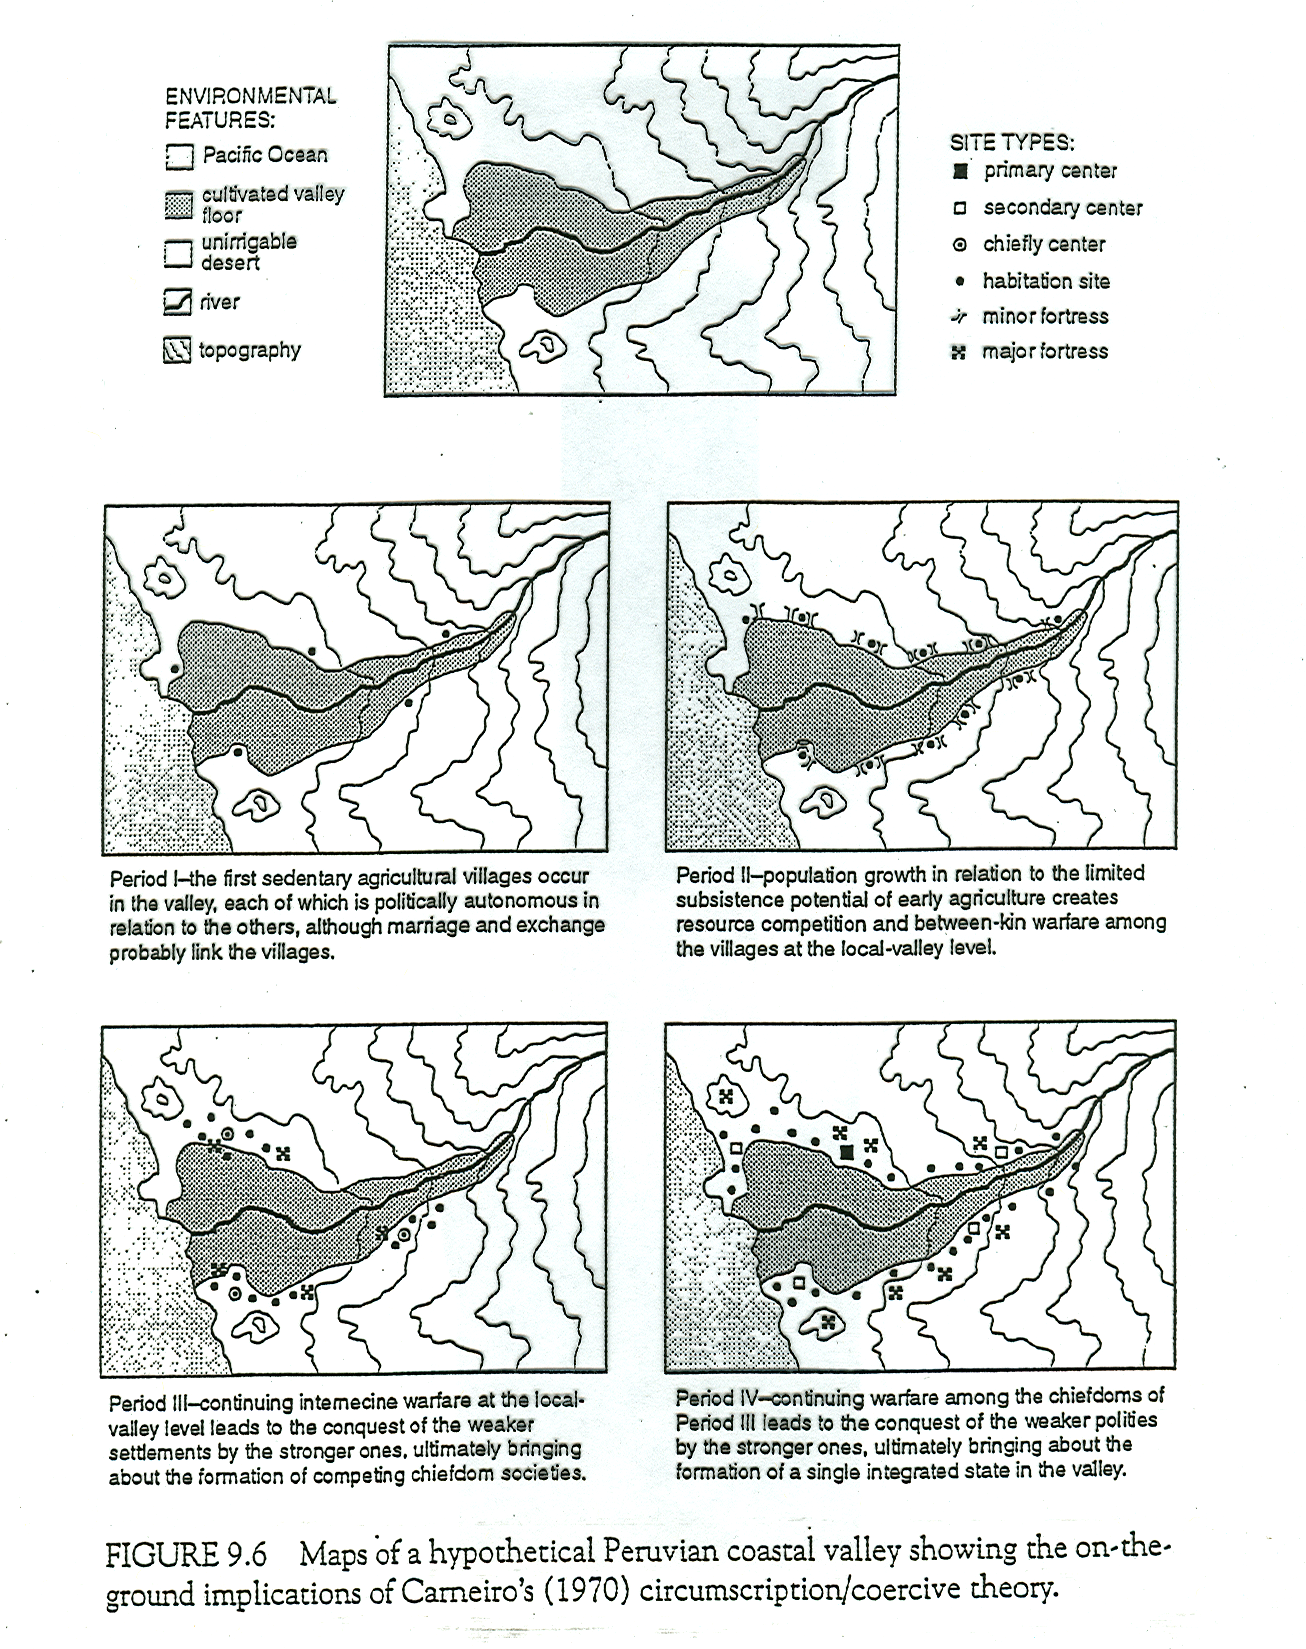 ENVIRONMENTAL
FEATURES:
Pacific Ocean
cultivated valley
floor
unirrigable
desert
river
topography
SITE TYPES:
primary center
secondary center
chiefly center
habitation site
minor fortress
major fortress
Period I—the first sedentary agricultural villages occur
in the valley, each of which is politically autonomous in
relation to the others, although marriage and exchange
probably link the villages.
Period II—population growth in relation to the limited
subsistence potential of early agriculture creates
resource competition and between-kin warfare among
the villages at the local-valley level.
Period III—continuing internecine warfare at the local-
valley level leads to the conquest of the weaker
settlements by the stronger ones, ultimately bringing
about the formation of competing chiefdom societies.
Period IV—continuing warfare among the chiefdoms of
Period III leads to the conquest of the weaker polities
by the stronger ones, ultimately bringing about the
formation of a single integrated state in the valley.
FIGURE 9.6 Maps of a hypothetical Peruvian coastal valley showing the on-the-
ground implications of Carneiro's (1970) circumscription/coercive theory.